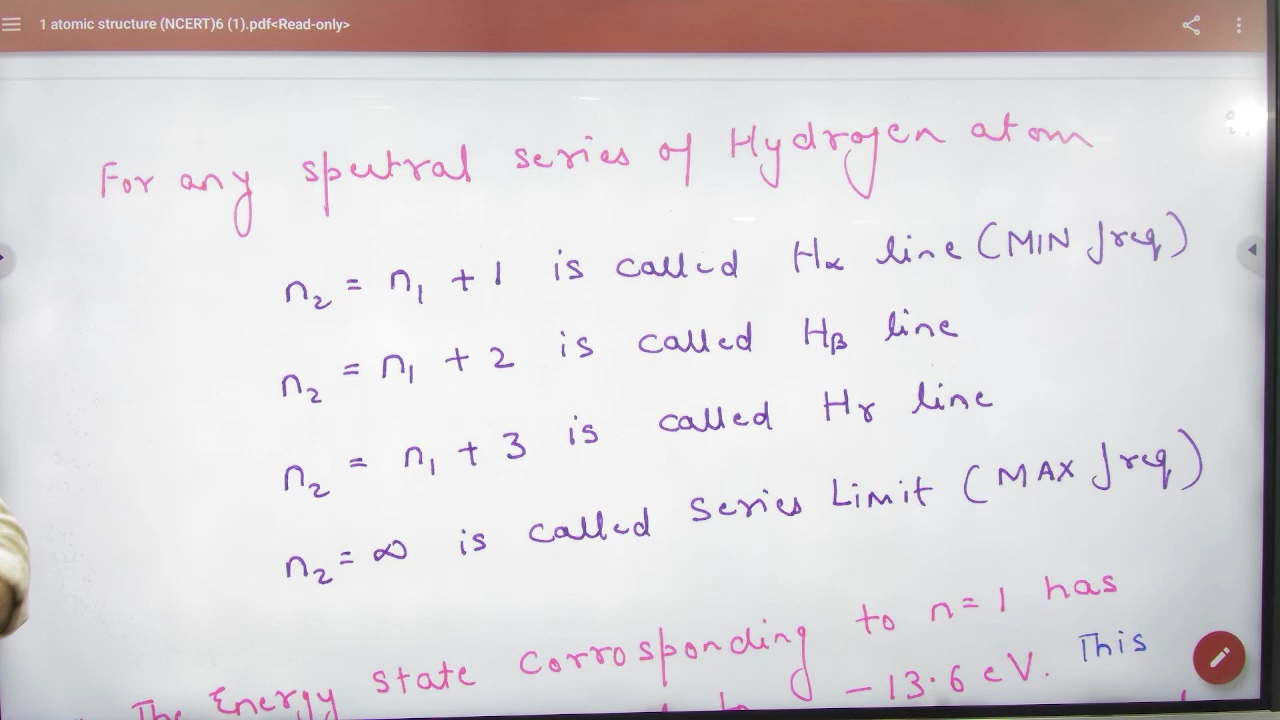 1 atomic structure (NCERT)6 (1).pdf<Read-only>
For any spectral series of Hydrogen atom
n₂ = n₁ + 1 is called Hα line (MIN freq)
n₂ = n₁ + 2 is called Hβ line
n₂ = n₁ + 3 is called Hγ line
n₂ = ∞ is called Series Limit (MAX freq)
The Energy state corrosponding to n=1 has
-13.6 eV. This